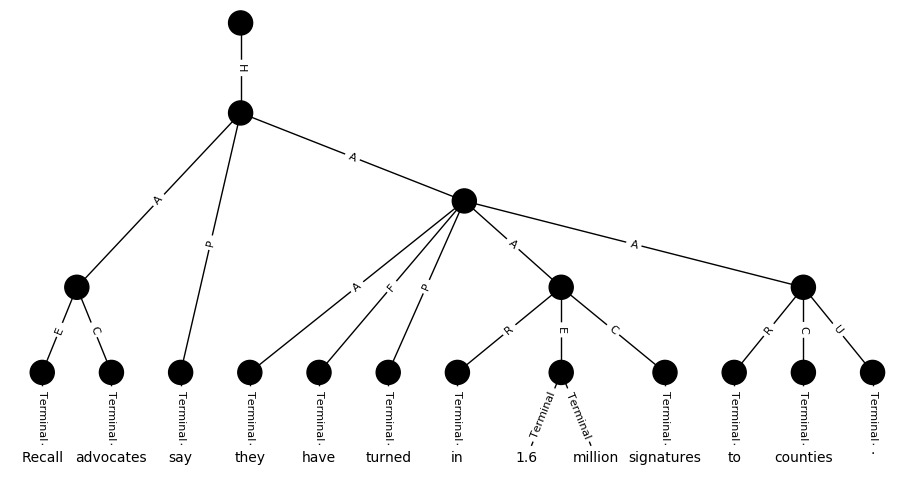 H
A
A
P
A
A
A
F
P
E
C
R
E
C
R
C
U
Terminal Terminal Terminal Terminal Terminal Terminal Terminal Terminal Terminal Terminal Terminal Terminal Terminal
Recall advocates say they have turned in 1.6 million signatures to counties .